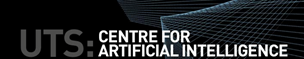 UTS: CENTRE FOR
ARTIFICIAL INTELLIGENCE